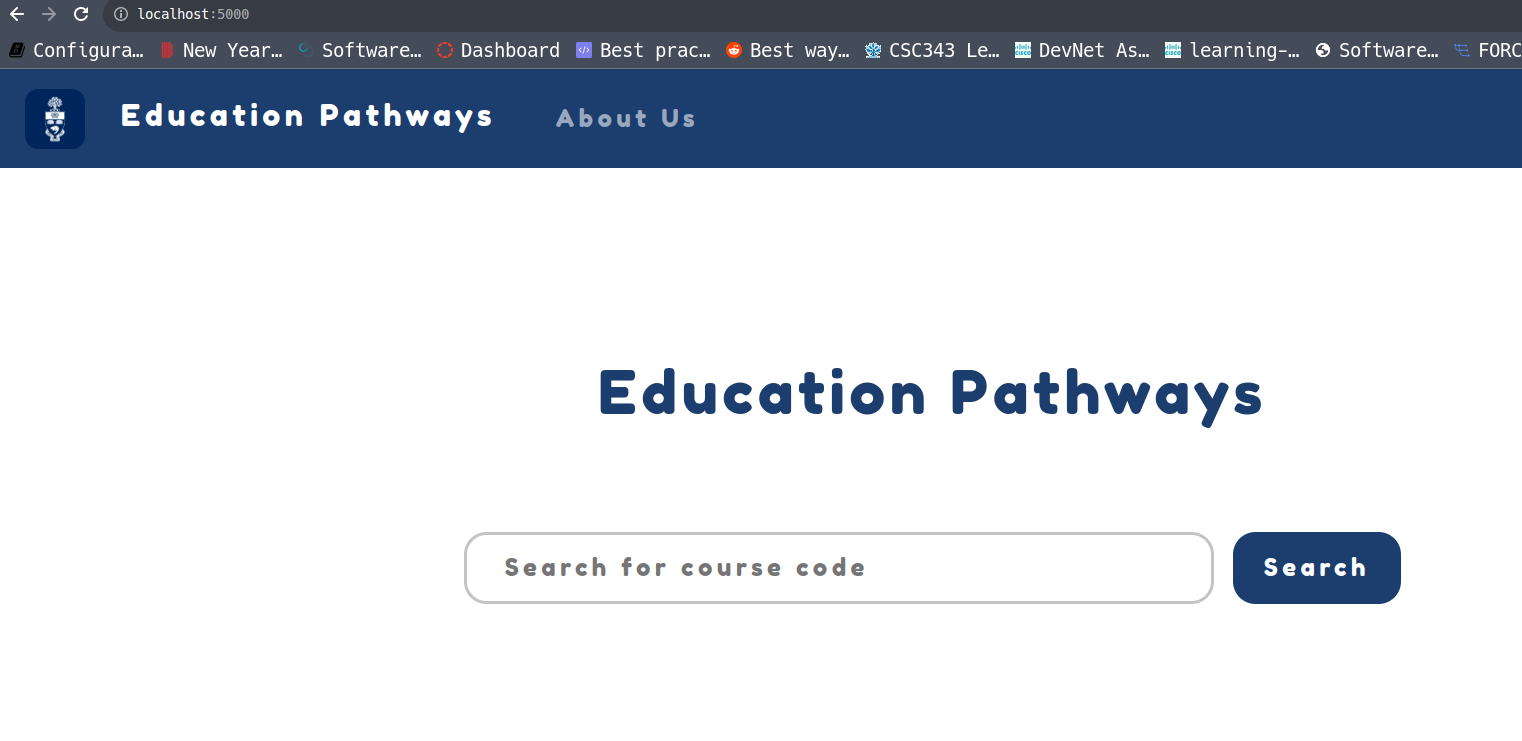 localhost:5000
Configura… New Year… Software… Dashboard Best prac… Best way… CSC343 Le… DevNet As… learning-… Software… FORC
Education Pathways About Us
Education Pathways
Search for course code Search